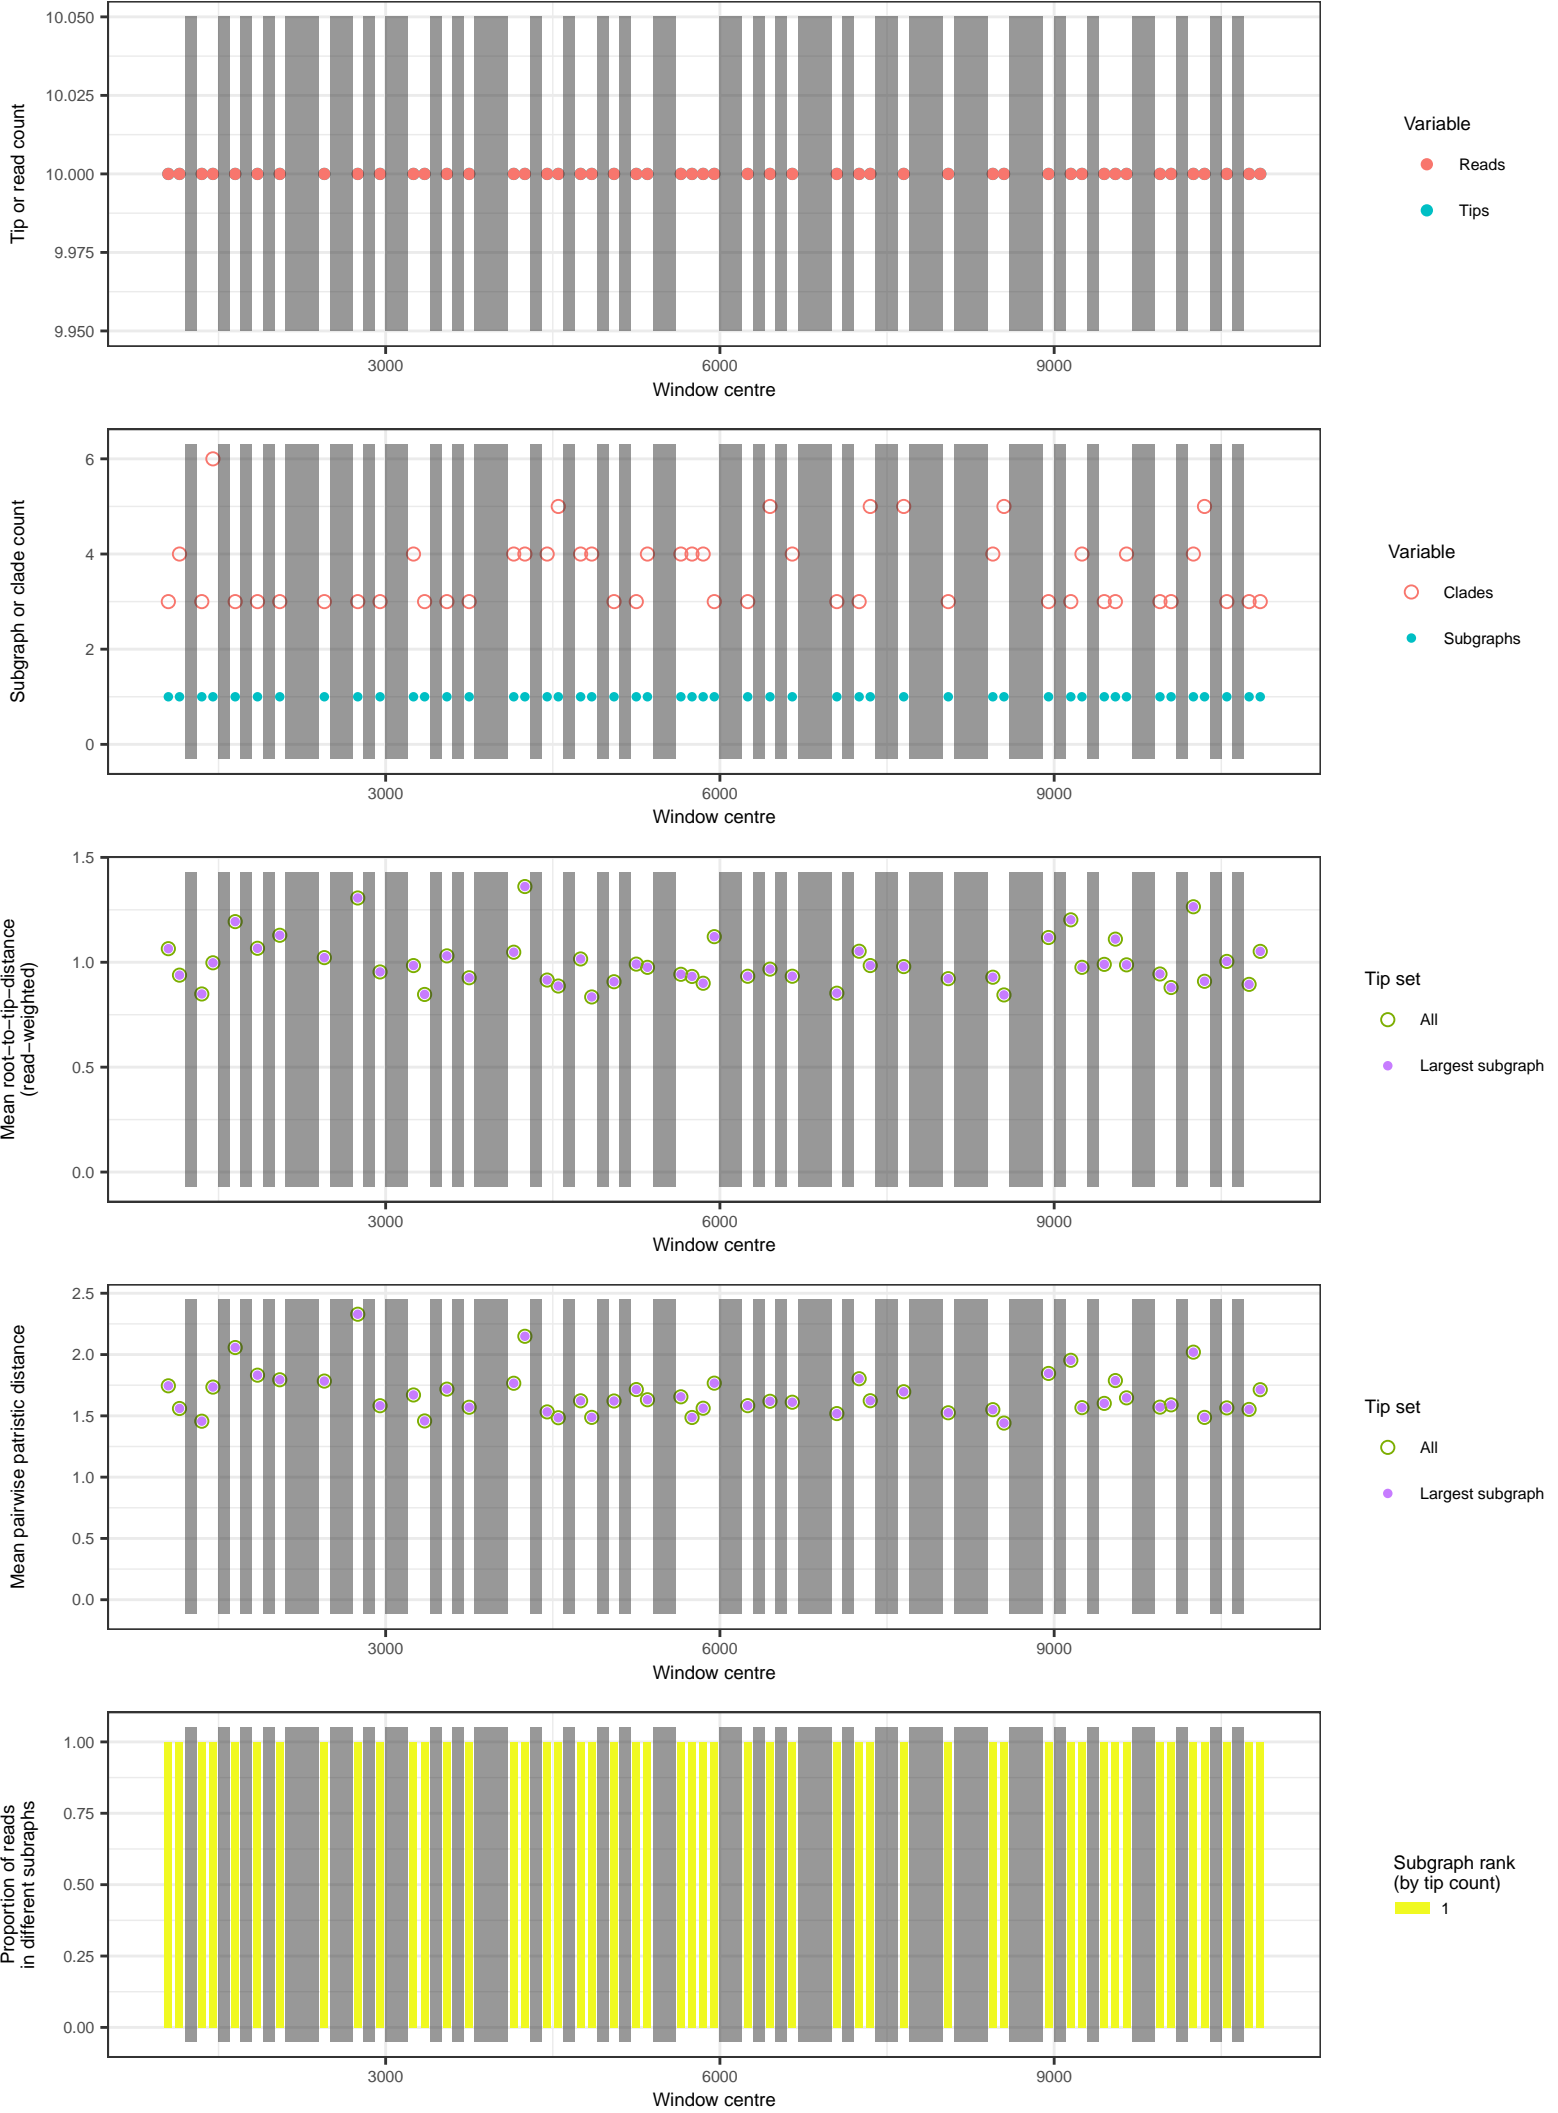 10.050
10.025
10.000
9.975
9.950
Tip or read count
3000 6000 9000
Window centre
Variable
Reads
Tips
6
4
2
0
Subgraph or clade count
3000 6000 9000
Window centre
Variable
Clades
Subgraphs
1.5
1.0
0.5
0.0
Mean root−to−tip−distance
(read−weighted)
3000 6000 9000
Window centre
Tip set
All
Largest subgraph
2.5
2.0
1.5
1.0
0.5
0.0
Mean pairwise patristic distance
3000 6000 9000
Window centre
Tip set
All
Largest subgraph
1.00
0.75
0.50
0.25
0.00
Proportion of reads
in different subraphs
3000 6000 9000
Window centre
Subgraph rank
(by tip count)
1